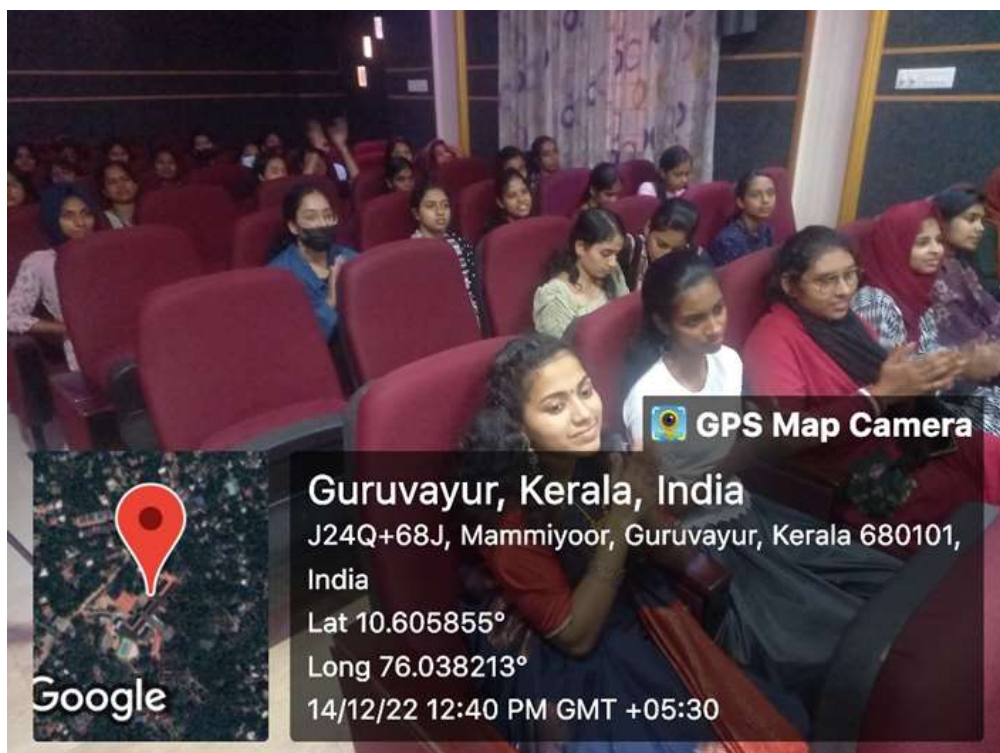 GPS Map Camera
Guruvayur, Kerala, India
J24Q+68J, Mammiyoor, Guruvayur, Kerala 680101,
India
Lat 10.605855°
Long 76.038213°
14/12/22 12:40 PM GMT +05:30
Google